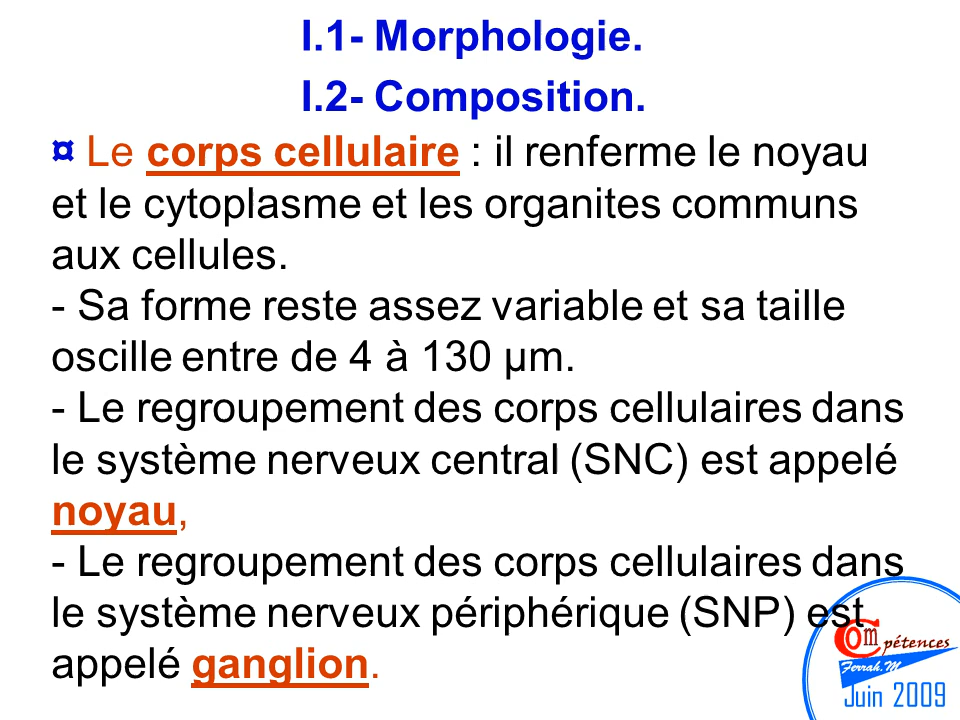 I.1- Morphologie.
I.2- Composition.
¤ Le corps cellulaire : il renferme le noyau
et le cytoplasme et les organites communs
aux cellules.
- Sa forme reste assez variable et sa taille
oscille entre de 4 à 130 µm.
- Le regroupement des corps cellulaires dans
le système nerveux central (SNC) est appelé
noyau,
- Le regroupement des corps cellulaires dans
le système nerveux périphérique (SNP) est
appelé ganglion.
Compétences
Ferrah.M
Juin 2009